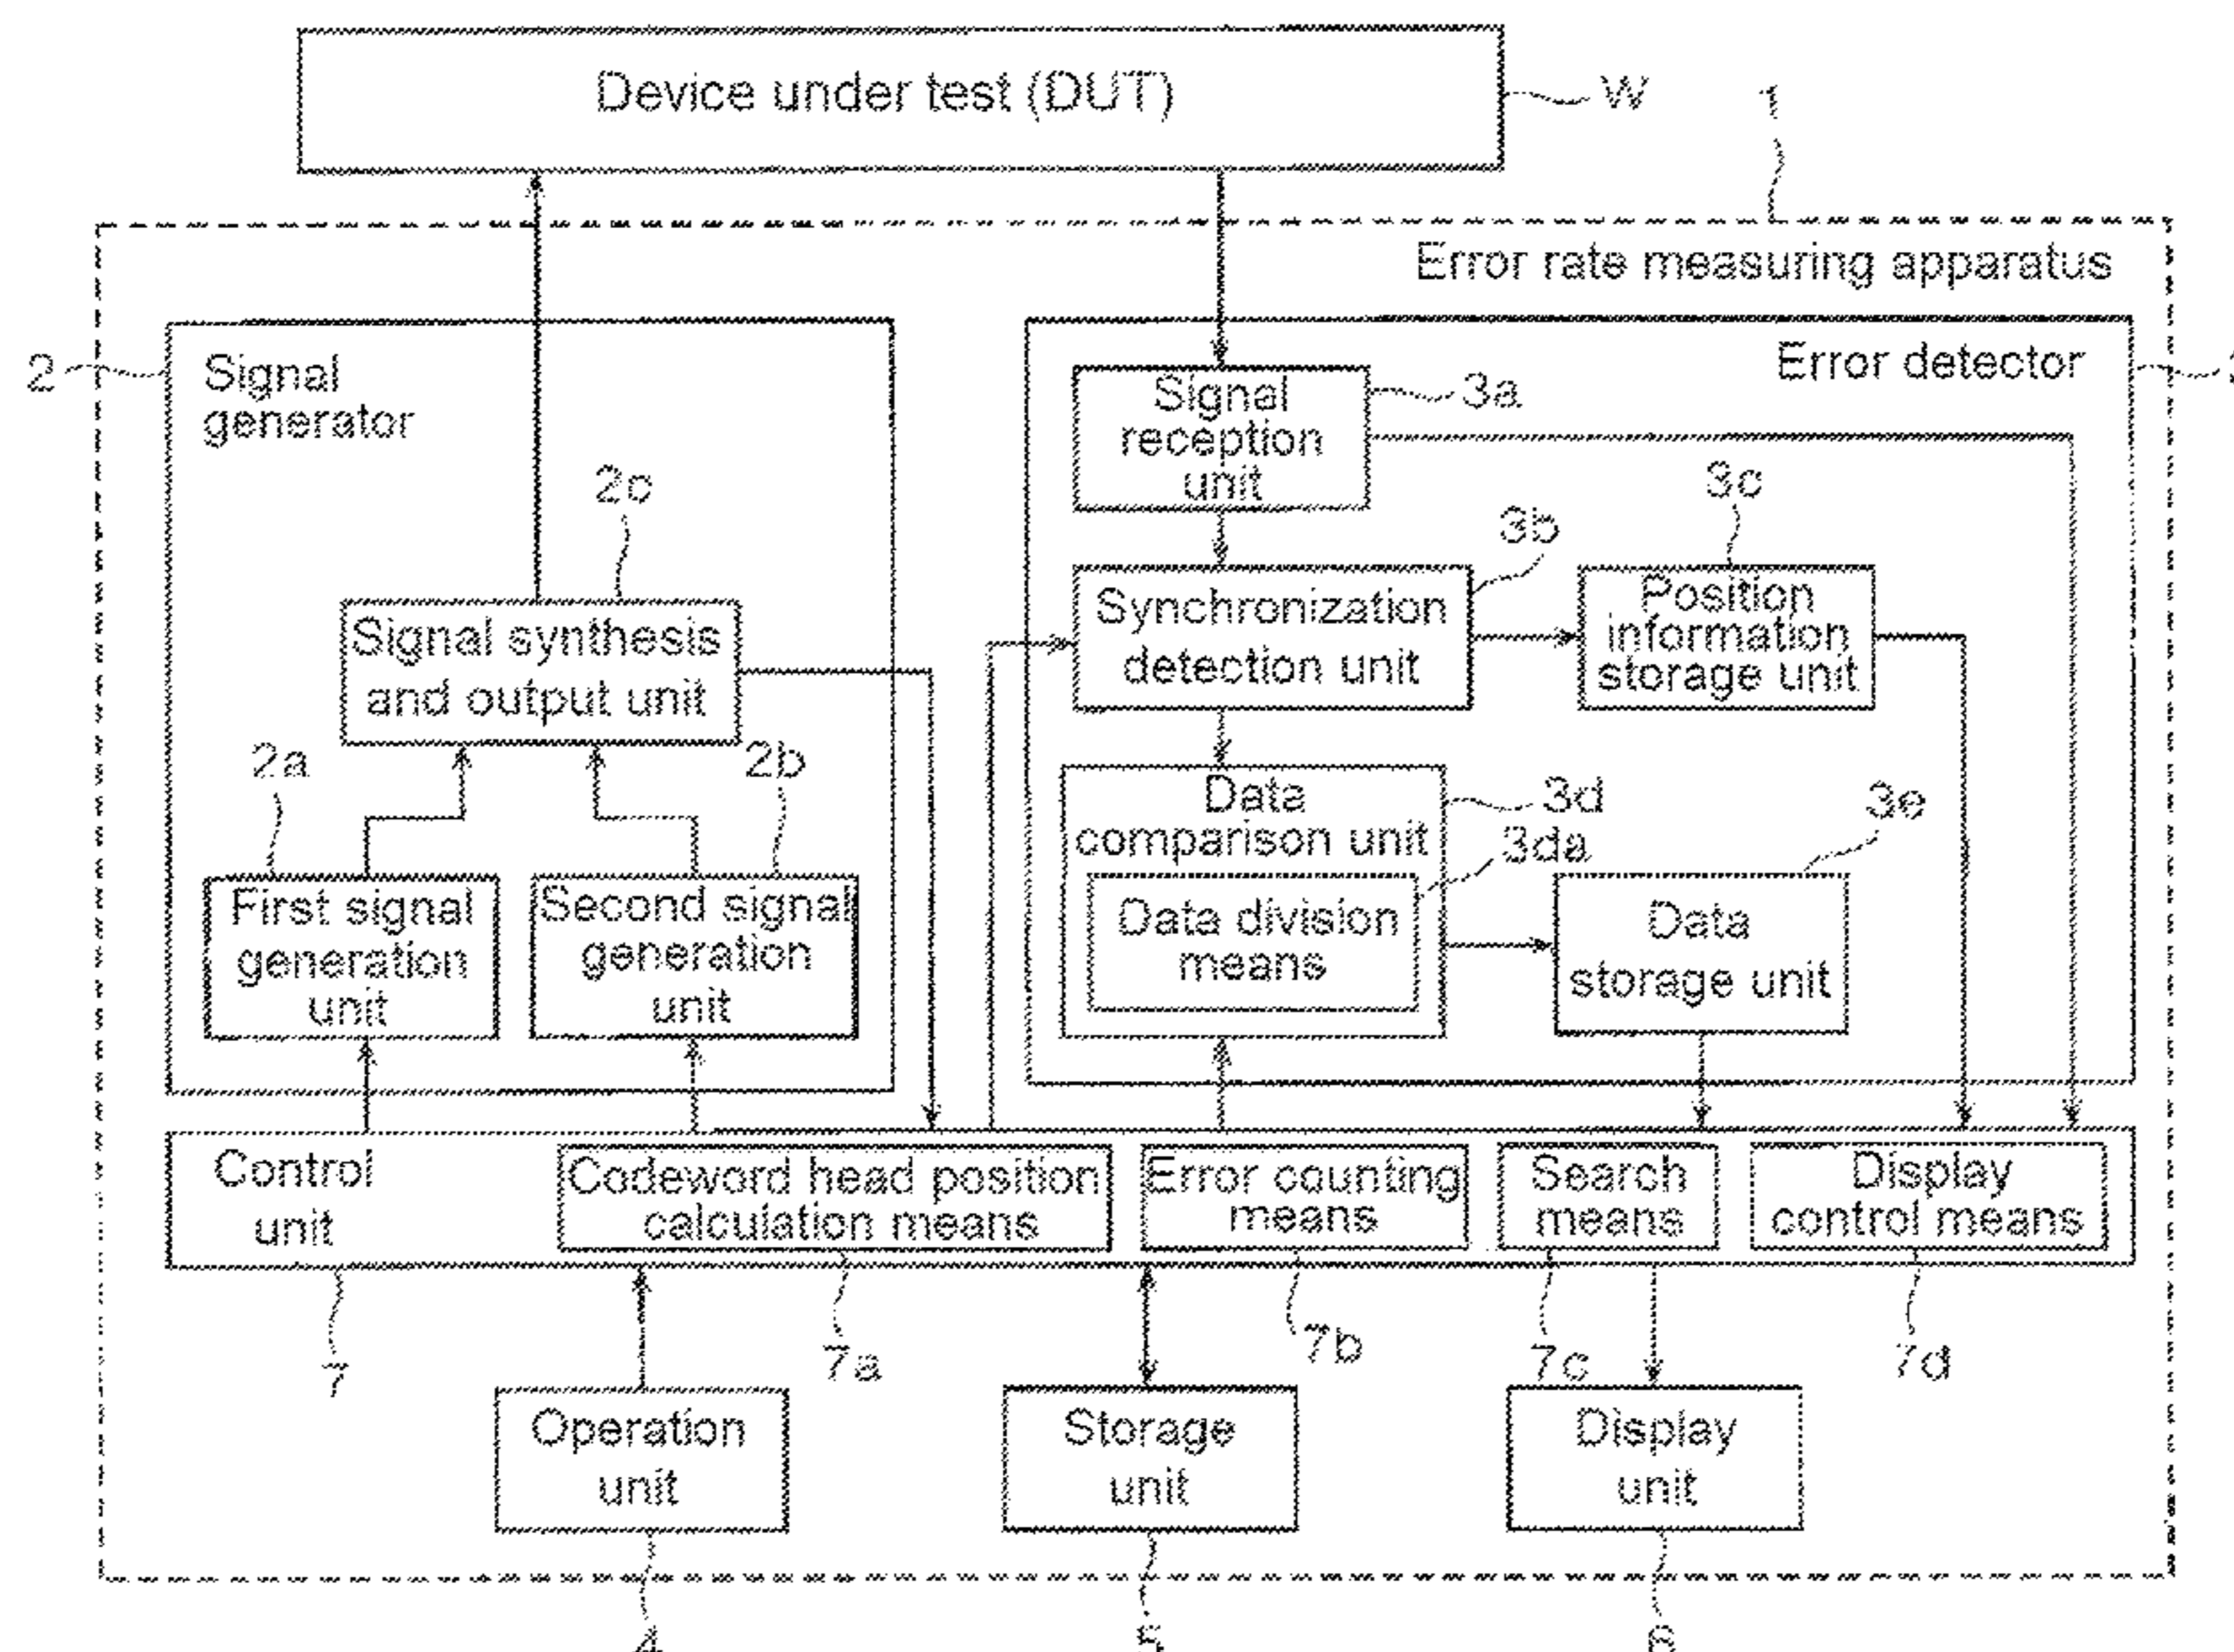 Device under test (DUT)
W
1
Error rate measuring apparatus
2
Signal
generator
Error detector
Signal
reception
unit
3a
2c
3b
3c
Signal synthesis
and output unit
Synchronization
detection unit
Position
information
storage unit
2a
2b
Data
comparison unit
3d
3da
3e
First signal
generation
unit
Second signal
generation
unit
Data division
means
Data
storage unit
Control
unit
Codeword head position
calculation means
Error counting
means
Search
means
Display
control means
7
7a
7b
7c
7d
Operation
unit
Storage
unit
Display
unit
4
5
6